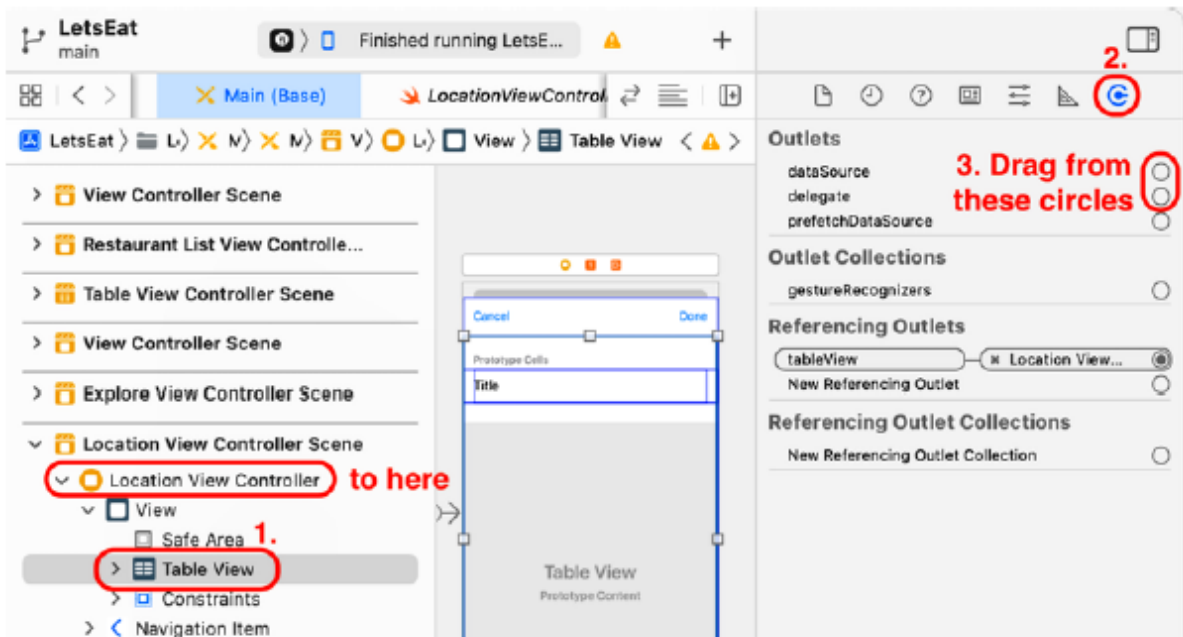 LetsEat
main
Finished running LetsE...
2.
Main (Base)
LocationViewControl
LetsEat
L
M
M
V
L
View
Table View
Outlets
dataSource
delegate
prefetchDataSource
3. Drag from
these circles
View Controller Scene
Restaurant List View Controlle...
Table View Controller Scene
View Controller Scene
Explore View Controller Scene
Location View Controller Scene
Location View Controller
to here
View
Safe Area
1.
Table View
Constraints
Navigation Item
Cancel
Done
Prototype Cells
Title
Table View
Prototype Content
Outlet Collections
gestureRecognizers
Referencing Outlets
tableView
Location View...
New Referencing Outlet
Referencing Outlet Collections
New Referencing Outlet Collection